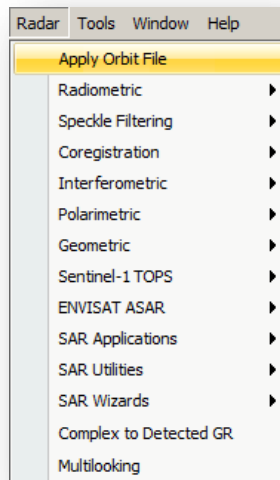 Radar Tools Window Help
Apply Orbit File
Radiometric
Speckle Filtering
Coregistration
Interferometric
Polarimetric
Geometric
Sentinel-1 TOPS
ENVISAT ASAR
SAR Applications
SAR Utilities
SAR Wizards
Complex to Detected GR
Multilooking